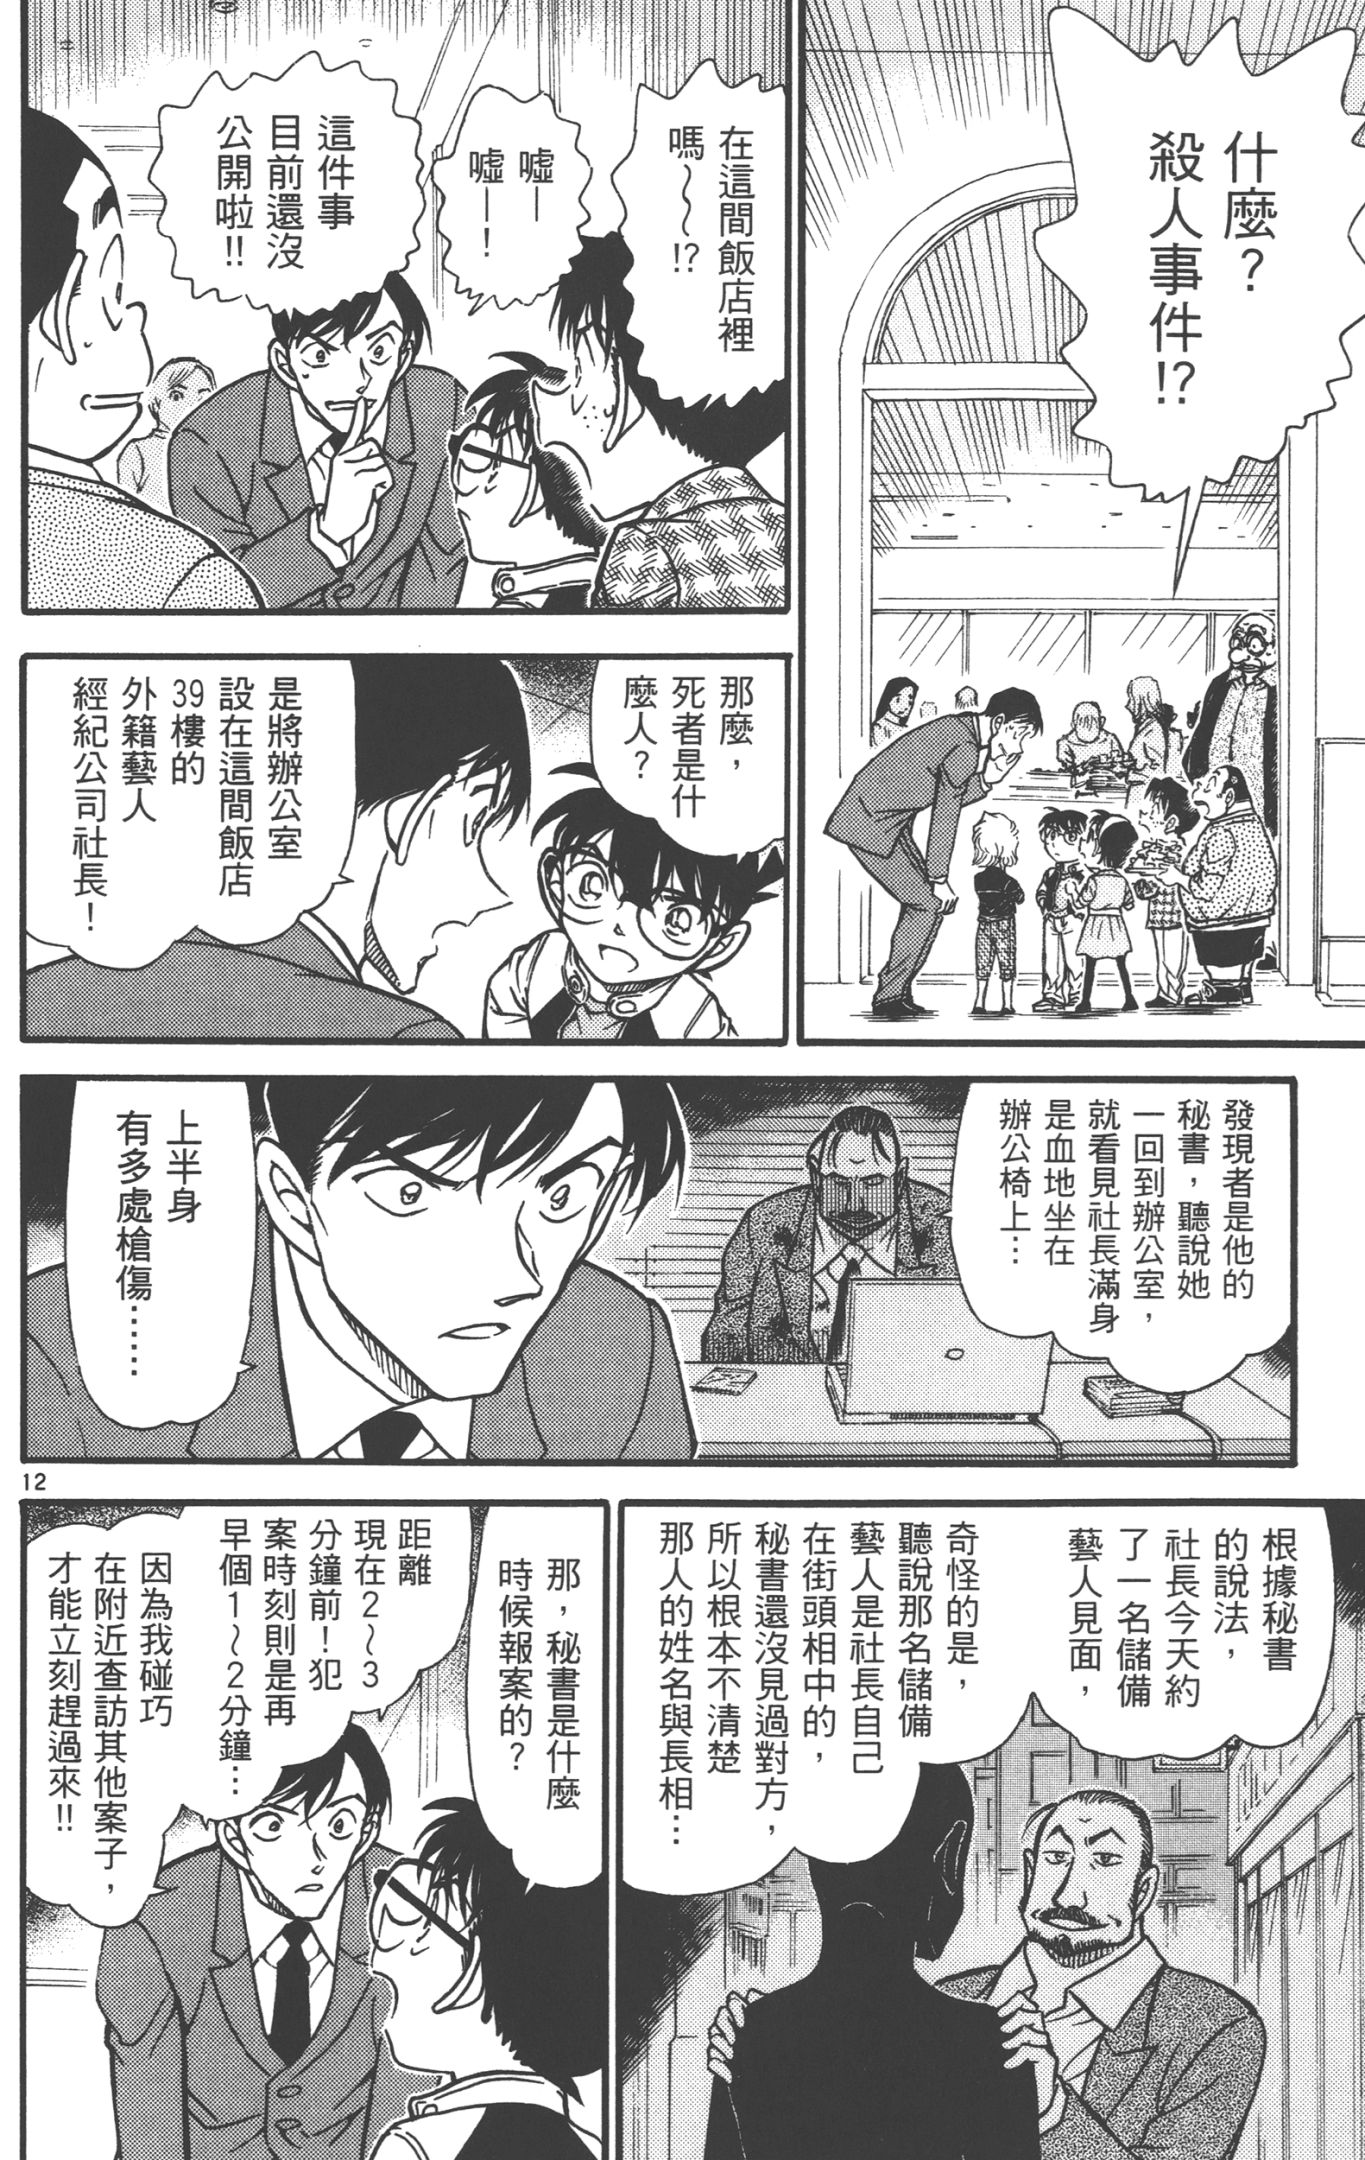 什麼？
殺人事件!?
在這間飯店裡
嗎～～!?
噓—
噓—！
這件事
目前還沒
公開啦!!
那麼，
死者是什
麼人？
是將辦公室
設在這間飯店
39樓的
外籍藝人
經紀公司社長！
發現者是他的
秘書，聽說她
一回到辦公室，
就看見社長滿身
是血地坐在
辦公椅上…
上半身
有多處槍傷……
根據秘書
的說法，
社長今天約
了一名儲備
藝人見面，
奇怪的是，
聽說那名儲備
藝人是社長自己
在街頭相中的，
秘書還沒見過對方，
所以根本不清楚
那人的姓名與長相…
那，秘書是什麼
時候報案的？
距離
現在2～3
分鐘前！犯
案時刻則是再
早個1～2分鐘…
因為我碰巧
在附近查訪其他案子，
才能立刻趕過來!!
12